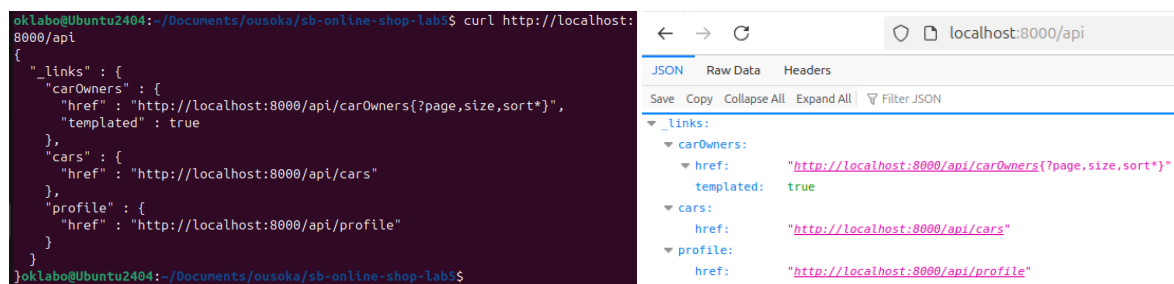 oklabo@Ubuntu2404:~/Documents/ousoka/sb-online-shop-lab5$ curl http://localhost:
8000/api
{
  "_links" : {
    "carOwners" : {
      "href" : "http://localhost:8000/api/carOwners{?page,size,sort*}",
      "templated" : true
    },
    "cars" : {
      "href" : "http://localhost:8000/api/cars"
    },
    "profile" : {
      "href" : "http://localhost:8000/api/profile"
    }
  }
}oklabo@Ubuntu2404:~/Documents/ousoka/sb-online-shop-lab5$
localhost:8000/api
JSON Raw Data Headers
Save Copy Collapse All Expand All Filter JSON
_links:
carOwners:
href: "http://localhost:8000/api/carOwners{?page,size,sort*}"
templated: true
cars:
href: "http://localhost:8000/api/cars"
profile:
href: "http://localhost:8000/api/profile"